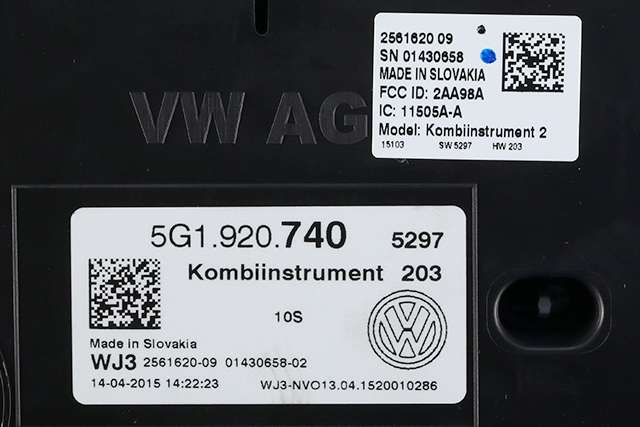 2561620 09
SN 01430658
MADE IN SLOVAKIA
FCC ID: 2AA98A
IC: 11505A-A
Model: Kombiinstrument 2
15103 SW 5297 HW 203
VW AG
5G1.920.740 5297
Kombiinstrument 203
10S
Made in Slovakia
WJ3 2561620-09 01430658-02
14-04-2015 14:22:23 WJ3-NVO13.04.1520010286